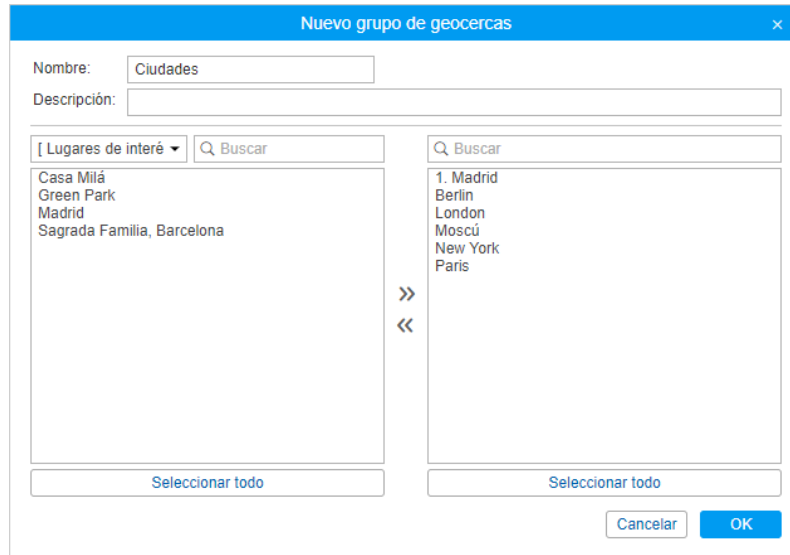 Nuevo grupo de geocercas
Nombre: Ciudades
Descripción:
[ Lugares de interé
Buscar
Buscar
Casa Milá
Green Park
Madrid
Sagrada Familia, Barcelona
1. Madrid
Berlin
London
Moscú
New York
Paris
Seleccionar todo
Seleccionar todo
Cancelar
OK